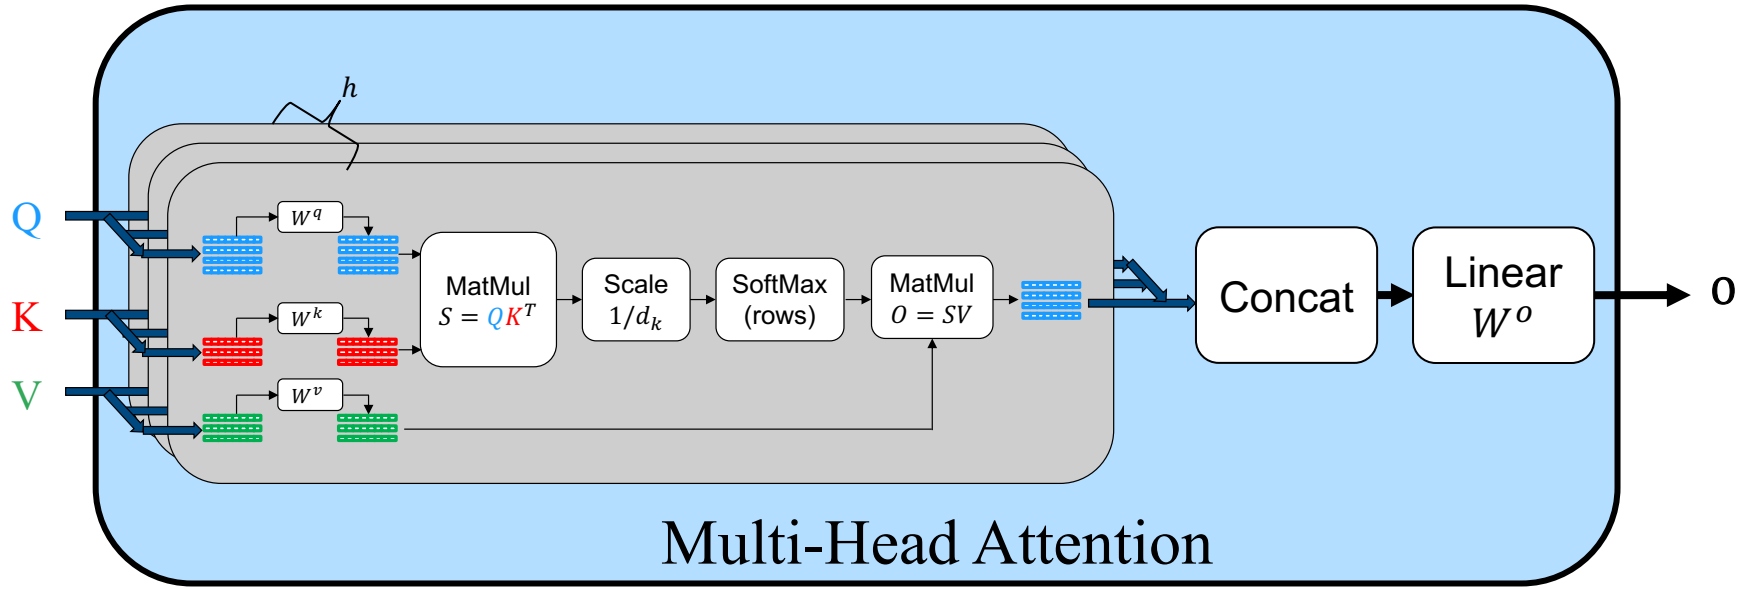 h
Q
K
V
W^q
W^k
W^v
MatMul
S = QK^T
Scale
1/d_k
SoftMax
(rows)
MatMul
O = SV
Concat
Linear
W^o
O
Multi-Head Attention